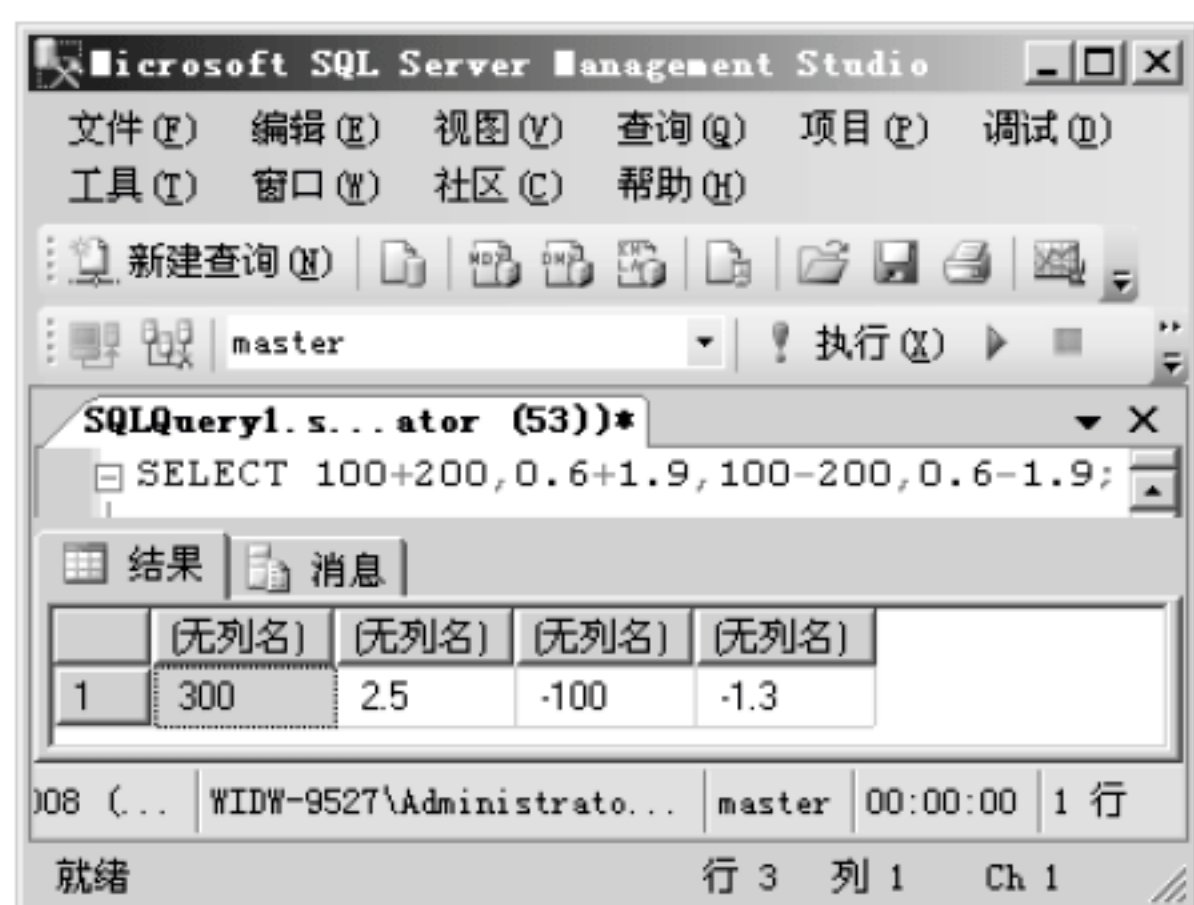 Microsoft SQL Server Management Studio
文件(F) 编辑(E) 视图(V) 查询(Q) 项目(P) 调试(D)
工具(T) 窗口(W) 社区(C) 帮助(H)
新建查询(N)
master 执行(X)
SQLQuery1.s...ator (53))*
SELECT 100+200,0.6+1.9,100-200,0.6-1.9;
结果 消息
(无列名) (无列名) (无列名) (无列名)
1 300 2.5 -100 -1.3
008 (... WIDW-9527\Administrato... master 00:00:00 1 行
就绪 行 3 列 1 Ch 1